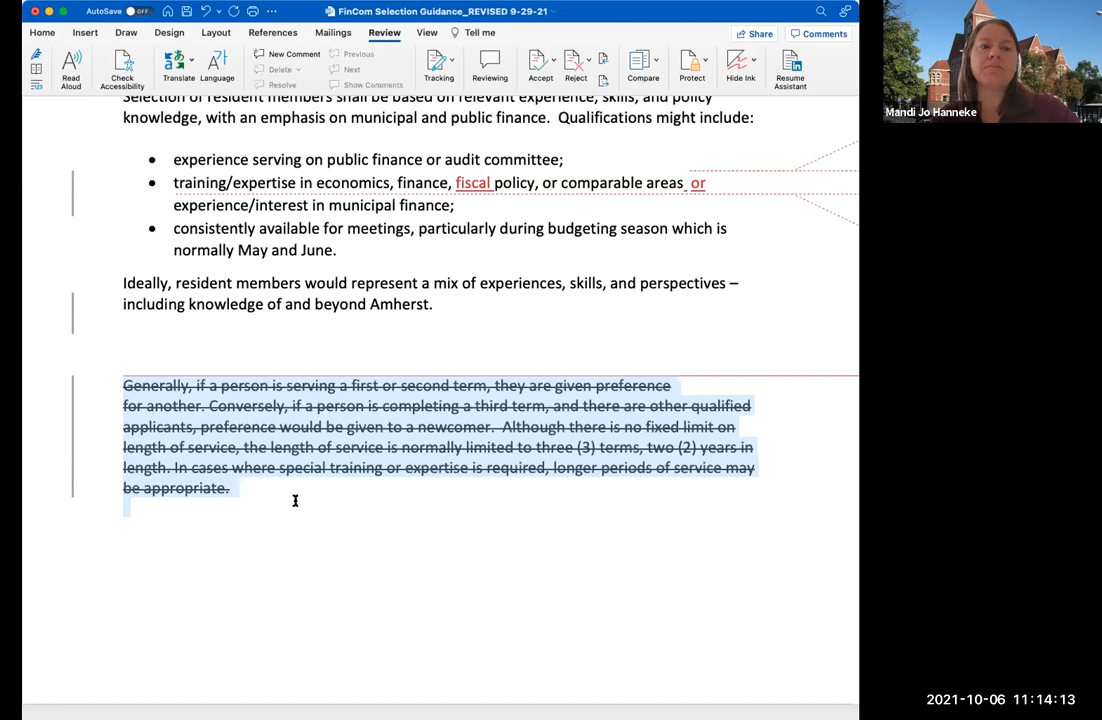 AutoSave OFF FinCom Selection Guidance_REVISED 9-29-21
Home Insert Draw Design Layout References Mailings Review View Tell me Share Comments
Read Aloud
Check Accessibility
Translate
Language
New Comment
Delete
Resolve
Previous
Next
Show Comments
Tracking
Reviewing
Accept
Reject
Compare
Protect
Hide Ink
Resume Assistant
Selection of resident members shall be based on relevant experience, skills, and policy
knowledge, with an emphasis on municipal and public finance. Qualifications might include:
• experience serving on public finance or audit committee;
• training/expertise in economics, finance, fiscal policy, or comparable areas or
experience/interest in municipal finance;
• consistently available for meetings, particularly during budgeting season which is
normally May and June.
Ideally, resident members would represent a mix of experiences, skills, and perspectives –
including knowledge of and beyond Amherst.
Generally, if a person is serving a first or second term, they are given preference
for another. Conversely, if a person is completing a third term, and there are other qualified
applicants, preference would be given to a newcomer. Although there is no fixed limit on
length of service, the length of service is normally limited to three (3) terms, two (2) years in
length. In cases where special training or expertise is required, longer periods of service may
be appropriate.
Mandi Jo Hanneke
2021-10-06 11:14:13